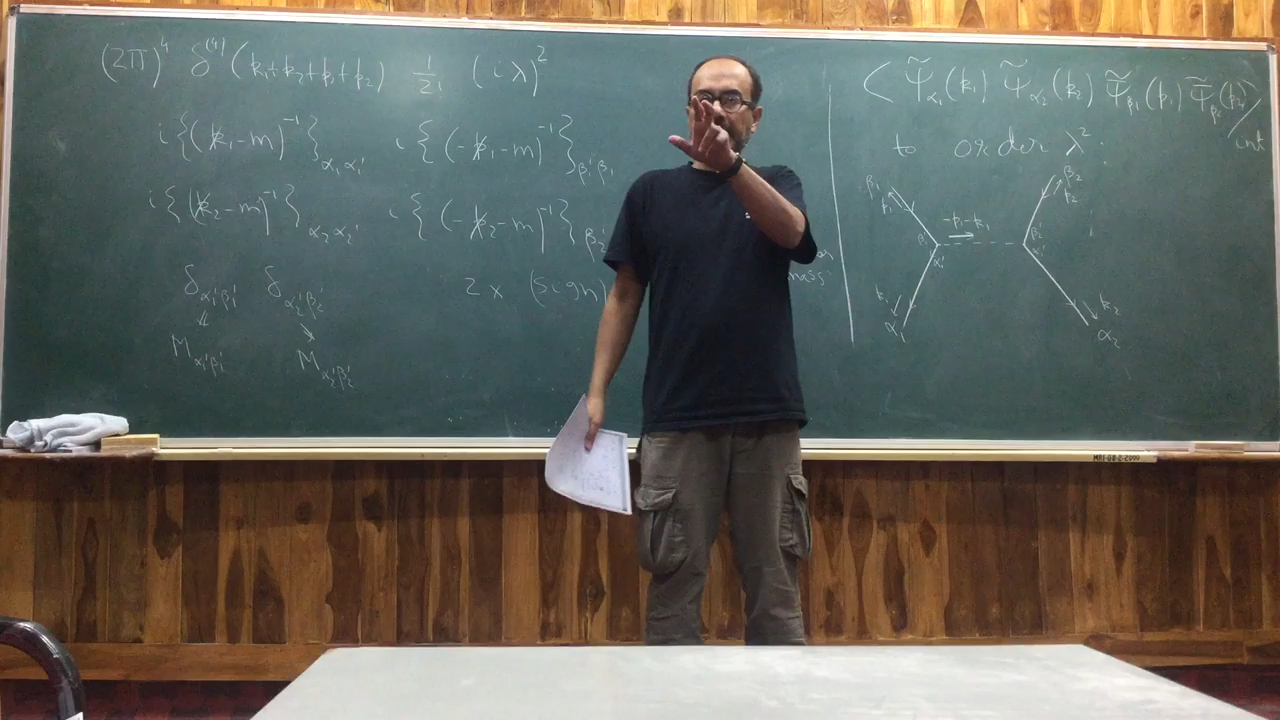 (2π)⁴ δ⁽⁴⁾(k₁+k₂+p₁+p₂) 1/2! (iλ)²
i{(k̸₁-m)⁻¹}α₁α₁' i{(-p̸₁-m)⁻¹}β₁'β₁
i{(k̸₂-m)⁻¹}α₂α₂' i{(-p̸₂-m)⁻¹}β₂
δα₁'β₁' δα₂'β₂' 2 × (sign)
↓ ↘
Mα₁'β₁' Mα₂'β₂'
⟨ψ̃α₁(k₁) ψ̃α₂(k₂) ψ̃̄β₁(p₁) ψ̃̄β₂(p₂)⟩int
to order λ²
β₁ β₂
p₁ p₂
-p₁-k₁
β₁' β₂'
α₁' α₂'
k₁ k₂
α₁ α₂